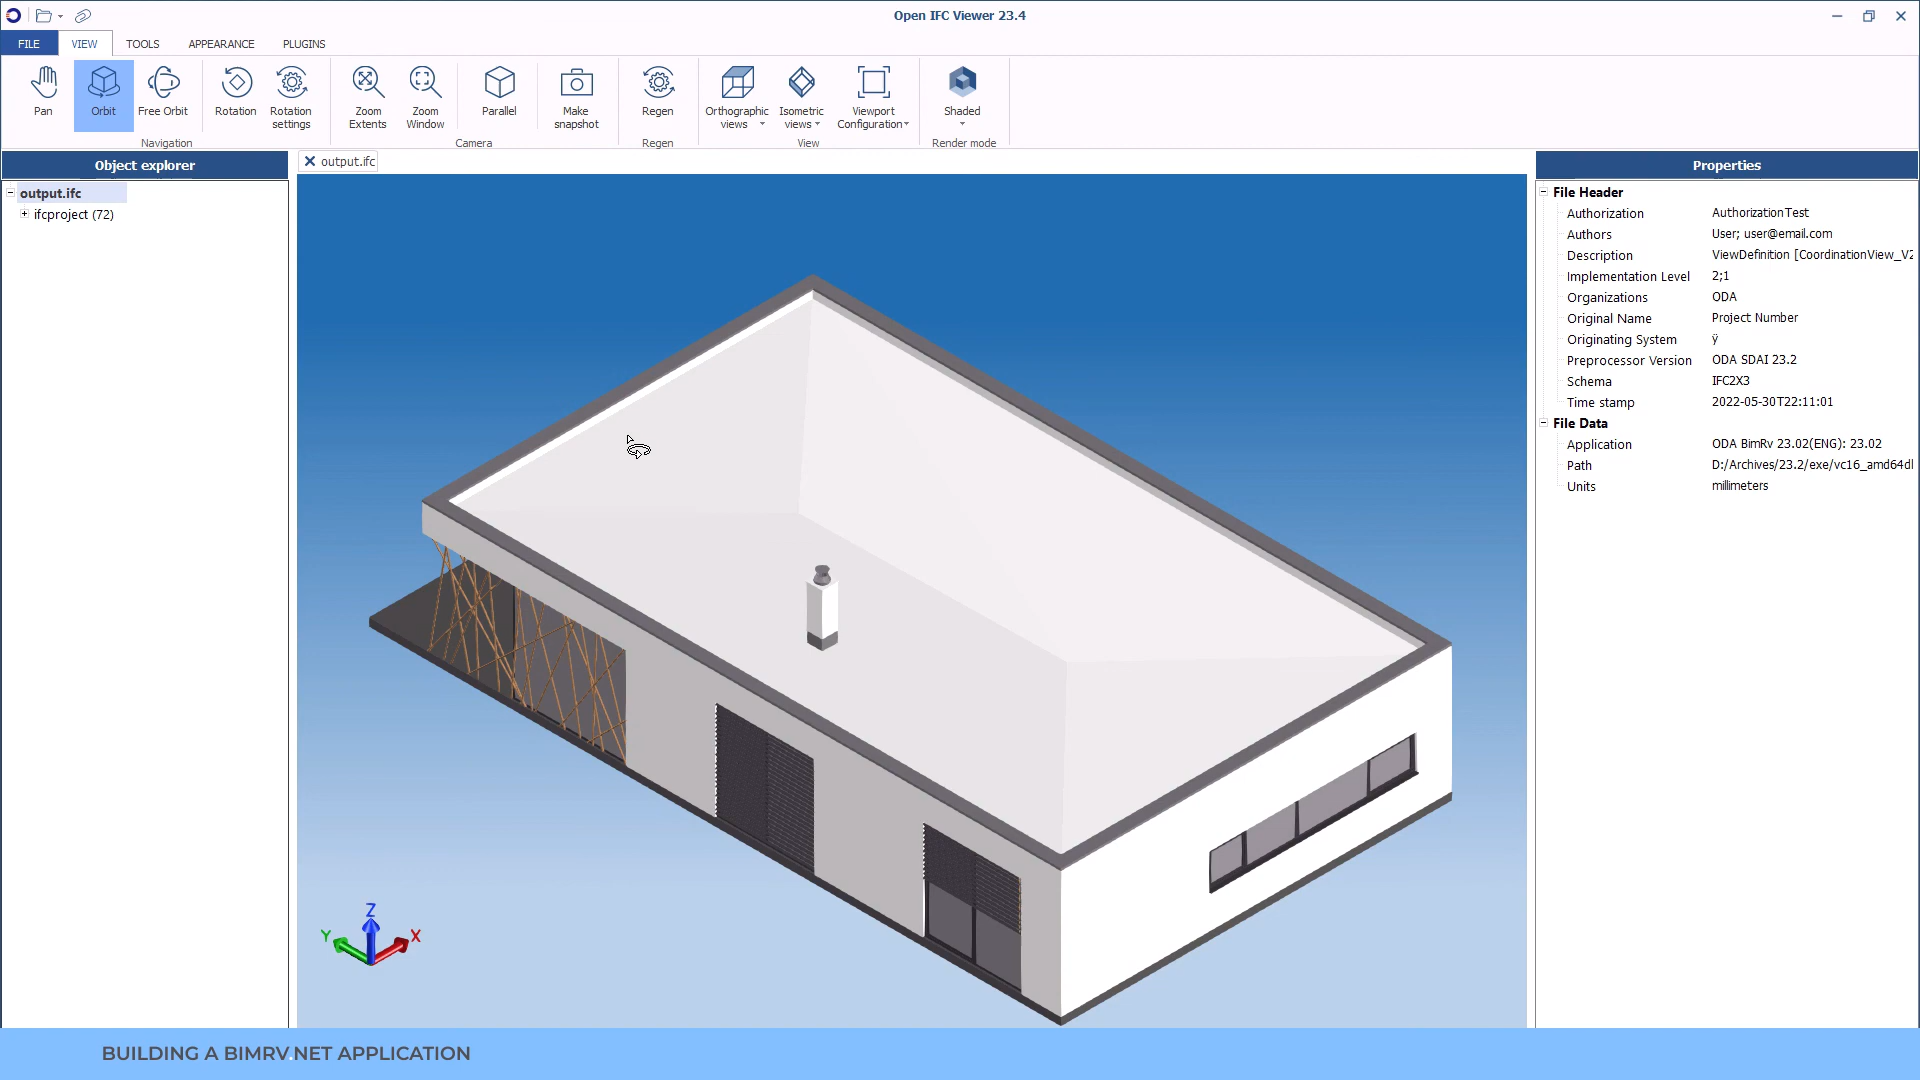 Open IFC Viewer 23.4
FILE VIEW TOOLS APPEARANCE PLUGINS
Pan Orbit Free Orbit Rotation Rotation settings Zoom Extents Zoom Window Parallel Make snapshot Regen Orthographic views Isometric views Viewport Configuration Shaded
Navigation Camera Regen View Render mode
Object explorer
output.ifc
ifcproject (72)
output.ifc
Z
Y
X
Properties
File Header
Authorization AuthorizationTest
Authors User; user@email.com
Description ViewDefinition [CoordinationView_V2
Implementation Level 2;1
Organizations ODA
Original Name Project Number
Originating System ÿ
Preprocessor Version ODA SDAI 23.2
Schema IFC2X3
Time stamp 2022-05-30T22:11:01
File Data
Application ODA BimRv 23.02(ENG): 23.02
Path D:/Archives/23.2/exe/vc16_amd64dl
Units millimeters
BUILDING A BIMRV.NET APPLICATION